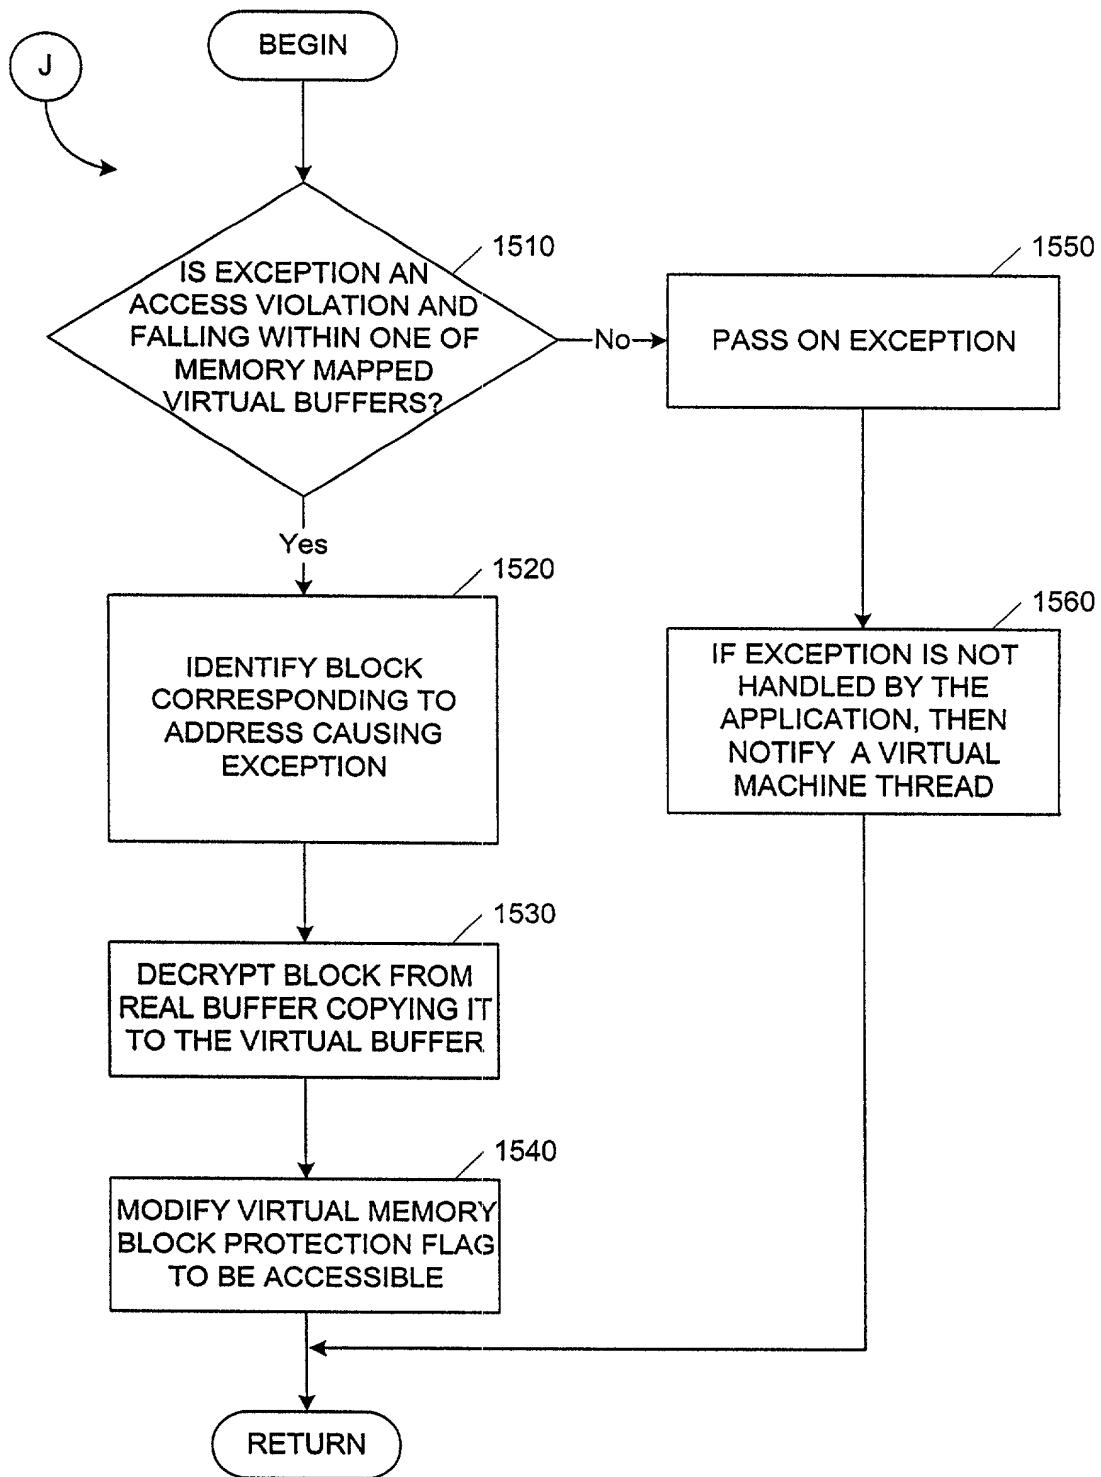 J
BEGIN
1510
IS EXCEPTION AN
ACCESS VIOLATION AND
FALLING WITHIN ONE OF
MEMORY MAPPED
VIRTUAL BUFFERS?
No
1550
PASS ON EXCEPTION
Yes
1520
IDENTIFY BLOCK
CORRESPONDING TO
ADDRESS CAUSING
EXCEPTION
1560
IF EXCEPTION IS NOT
HANDLED BY THE
APPLICATION, THEN
NOTIFY A VIRTUAL
MACHINE THREAD
1530
DECRYPT BLOCK FROM
REAL BUFFER COPYING IT
TO THE VIRTUAL BUFFER
1540
MODIFY VIRTUAL MEMORY
BLOCK PROTECTION FLAG
TO BE ACCESSIBLE
RETURN